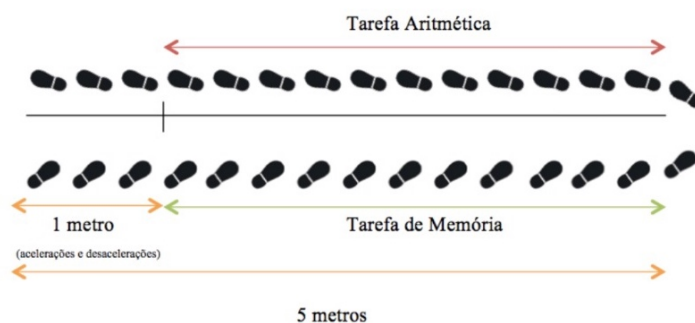 Tarefa Aritmética
1 metro
(acelerações e desacelerações)
Tarefa de Memória
5 metros